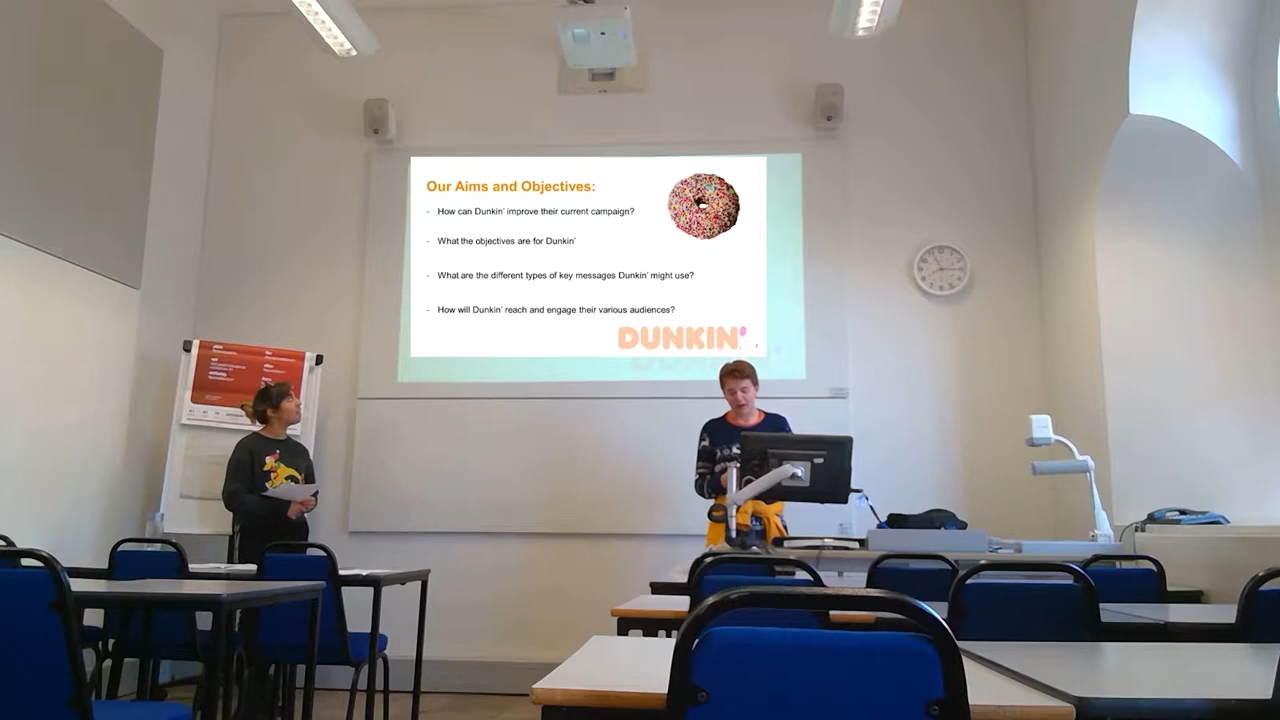 Our Aims and Objectives:
- How can Dunkin' improve their current campaign?
- What the objectives are for Dunkin'
- What are the different types of key messages Dunkin' might use?
- How will Dunkin' reach and engage their various audiences?
DUNKIN'